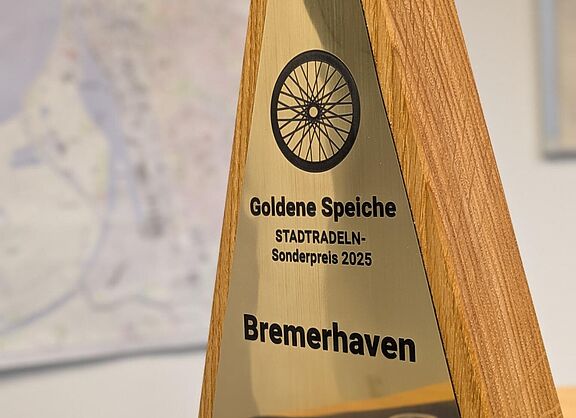 Goldene Speiche
STADTRADELN-
Sonderpreis 2025
Bremerhaven